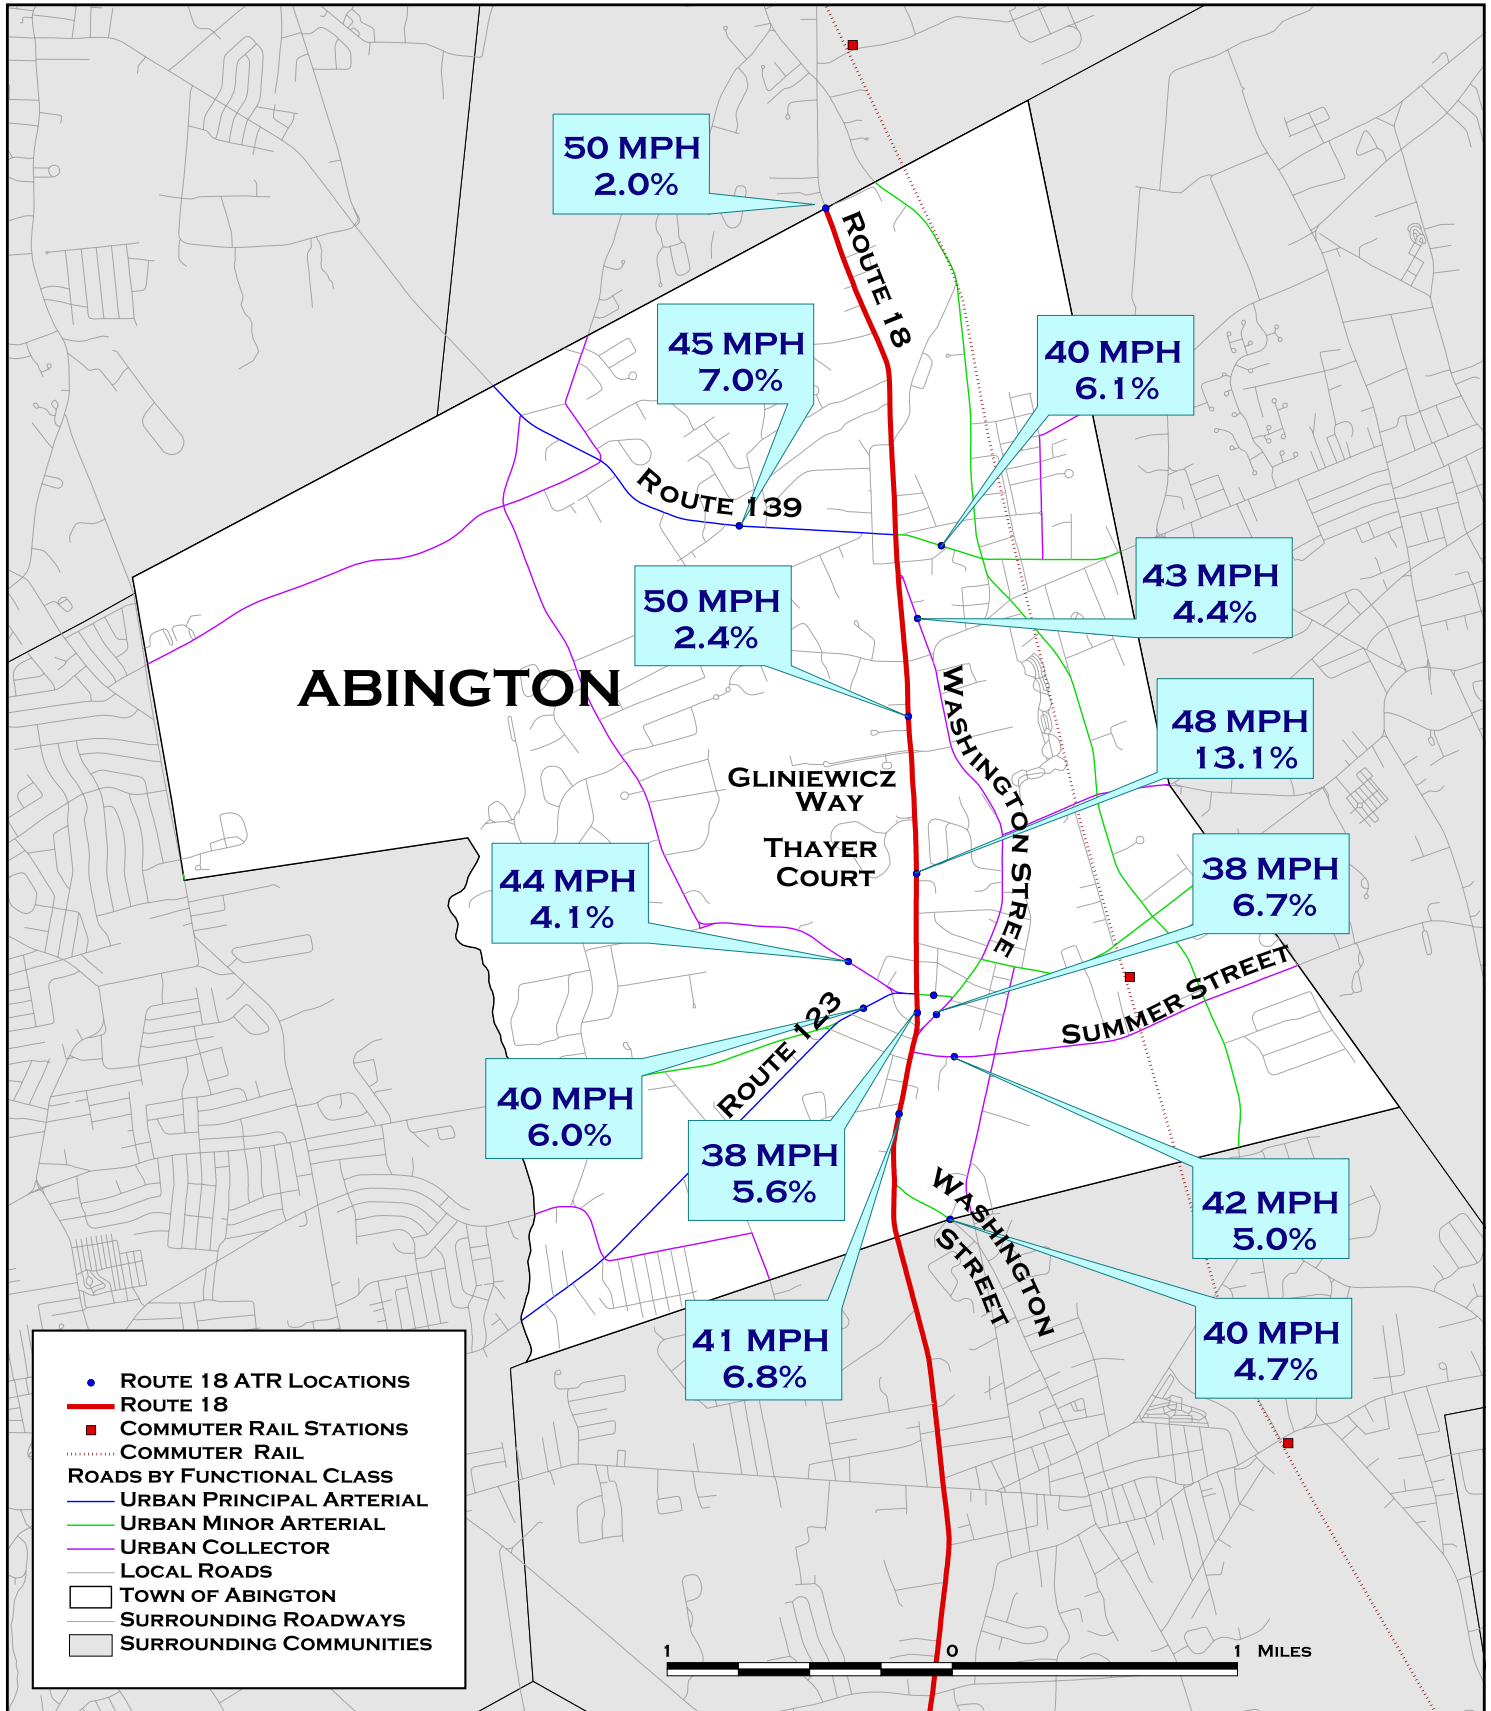 50 MPH
2.0%
ROUTE 18
45 MPH
7.0%
40 MPH
6.1%
ROUTE 139
43 MPH
4.4%
50 MPH
2.4%
ABINGTON
WASHINGTON STREE
48 MPH
13.1%
GLINIEWICZ
WAY
THAYER
COURT
38 MPH
6.7%
44 MPH
4.1%
SUMMER STREET
ROUTE 123
40 MPH
6.0%
38 MPH
5.6%
42 MPH
5.0%
WASHINGTON
STREET
41 MPH
6.8%
40 MPH
4.7%
ROUTE 18 ATR LOCATIONS
ROUTE 18
COMMUTER RAIL STATIONS
COMMUTER RAIL
ROADS BY FUNCTIONAL CLASS
URBAN PRINCIPAL ARTERIAL
URBAN MINOR ARTERIAL
URBAN COLLECTOR
LOCAL ROADS
TOWN OF ABINGTON
SURROUNDING ROADWAYS
SURROUNDING COMMUNITIES
1 0 1 MILES